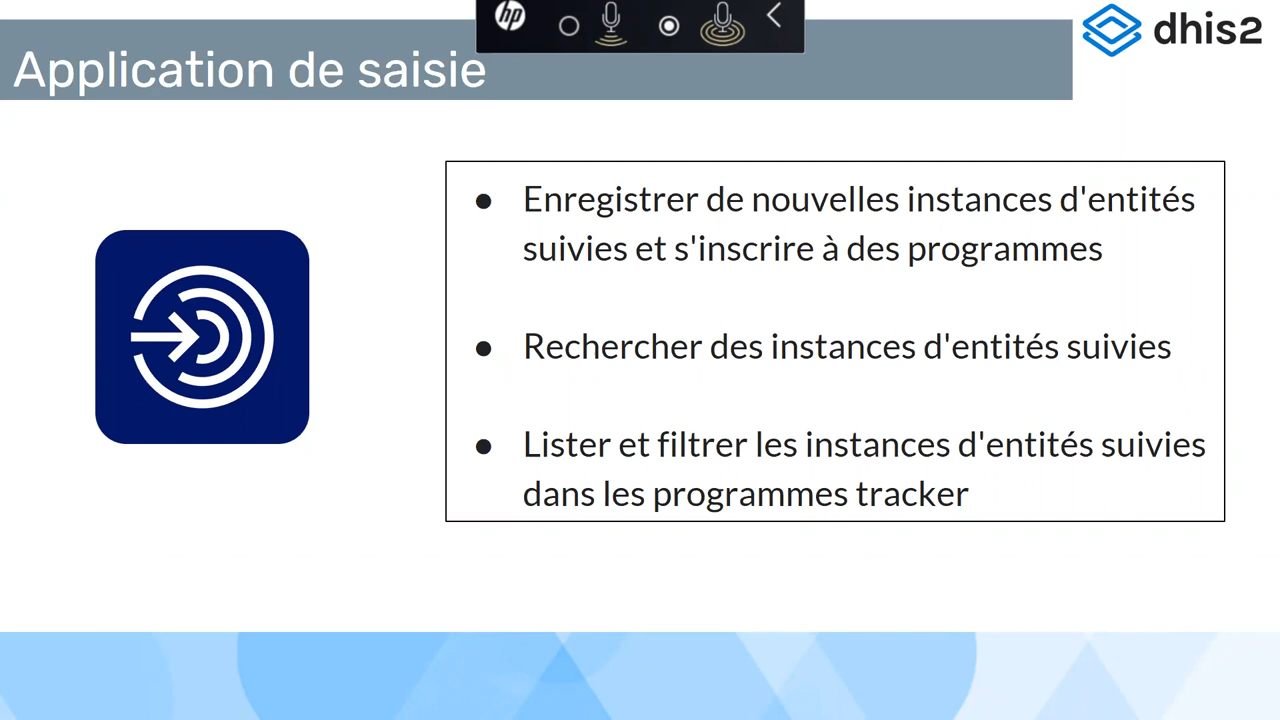 hp
dhis2
Application de saisie
● Enregistrer de nouvelles instances d'entités
suivies et s'inscrire à des programmes
● Rechercher des instances d'entités suivies
● Lister et filtrer les instances d'entités suivies
dans les programmes tracker